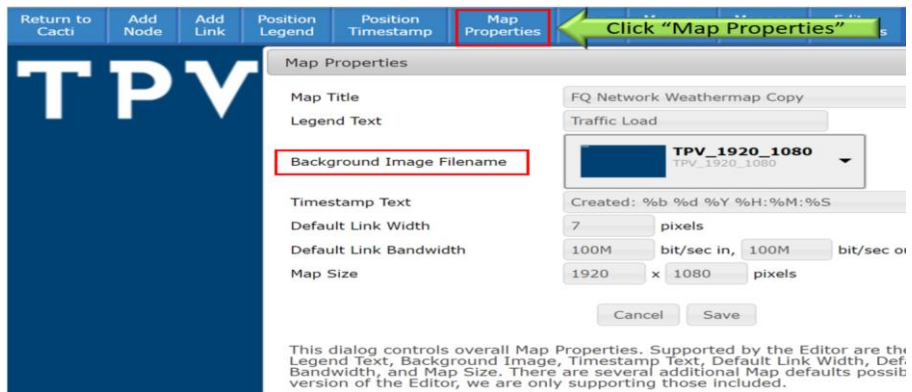 Return to Cacti
Add Node
Add Link
Position Legend
Position Timestamp
Map Properties
Click “Map Properties”
TPV
Map Properties
Map Title
FQ Network Weathermap Copy
Legend Text
Traffic Load
Background Image Filename
TPV_1920_1080
TPV_1920_1080
Timestamp Text
Created: %b %d %Y %H:%M:%S
Default Link Width
7 pixels
Default Link Bandwidth
100M bit/sec in, 100M bit/sec
Map Size
1920 x 1080 pixels
Cancel
Save
This dialog controls overall Map Properties. Supported by the Editor are the
Legend Text, Background Image, Timestamp Text, Default Link Width,
Bandwidth, and Map Size. There are several additional Map defaults
version of the Editor, we are only supporting those included.